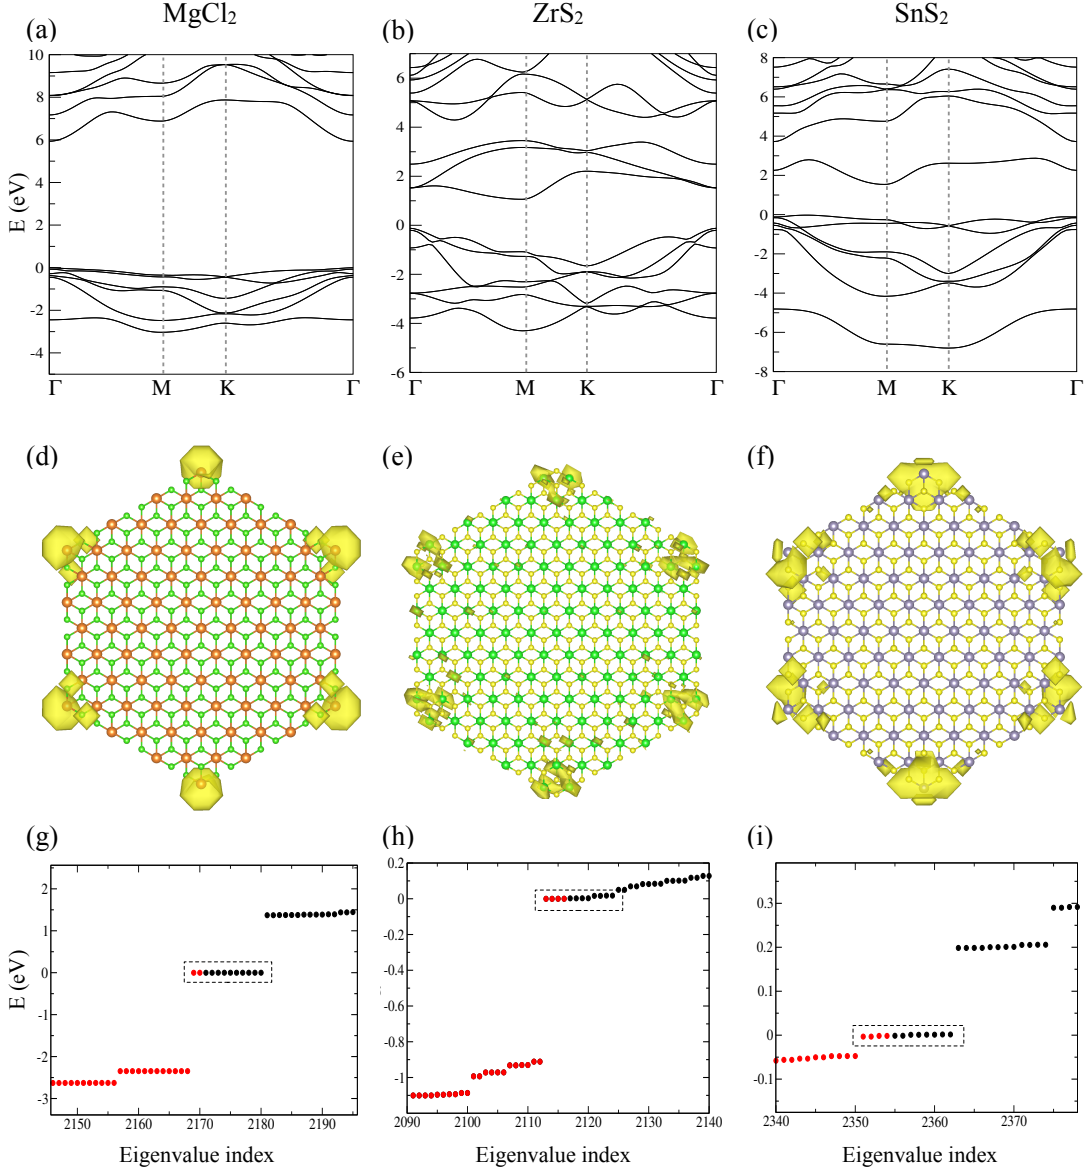 MgCl2 ZrS2 SnS2
(a) (b) (c)
10 8 6 4 2 0 -2 -4
E (eV)
Γ M K Γ
6 4 2 0 -2 -4 -6
Γ M K Γ
8 6 4 2 0 -2 -4 -6 -8
Γ M K Γ
(d) (e) (f)
(g) (h) (i)
2 1 0 -1 -2 -3
E (eV)
2150 2160 2170 2180 2190
Eigenvalue index
0.2 0 -0.2 -0.4 -0.6 -0.8 -1
2090 2100 2110 2120 2130 2140
Eigenvalue index
0.3 0.2 0.1 0 -0.1
2340 2350 2360 2370
Eigenvalue index